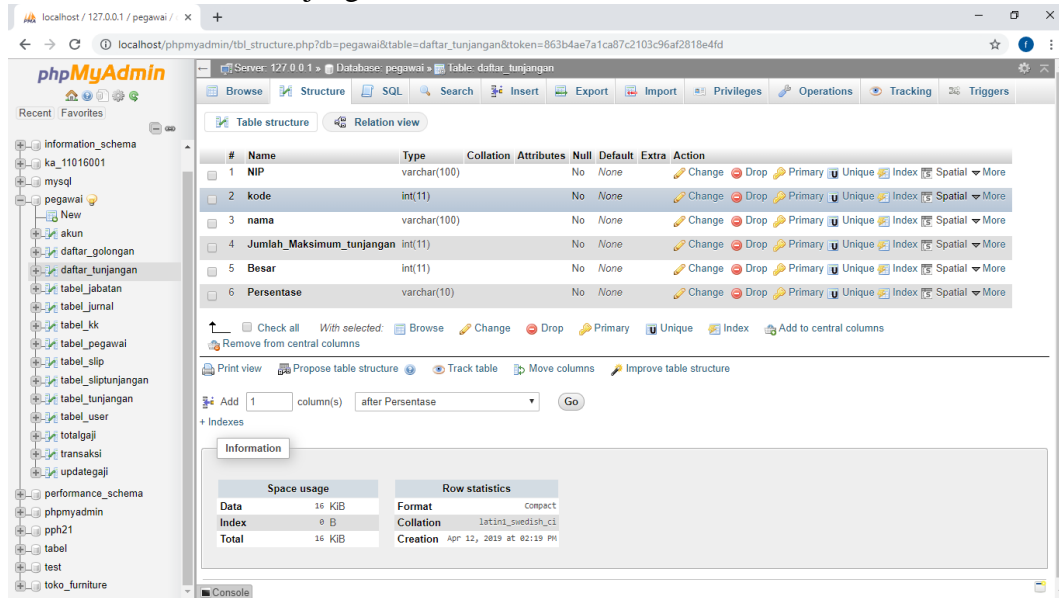 localhost / 127.0.0.1 / pegawai /
localhost/phpmyadmin/tbl_structure.php?db=pegawai&table=daftar_tunjangan&token=863b4ae7a1ca87c2103c96af2818e4fd
phpMyAdmin
Recent Favorites
information_schema
ka_11016001
mysql
pegawai
New
akun
daftar_golongan
daftar_tunjangan
tabel_jabatan
tabel_jurnal
tabel_kk
tabel_pegawai
tabel_slip
tabel_sliptunjangan
tabel_tunjangan
tabel_user
totalgaji
transaksi
updategaji
performance_schema
phpmyadmin
pph21
tabel
test
toko_furniture
Server: 127.0.0.1 » Database: pegawai » Table: daftar_tunjangan
Browse Structure SQL Search Insert Export Import Privileges Operations Tracking Triggers
Table structure Relation view
# Name Type Collation Attributes Null Default Extra Action
1 NIP varchar(100) No None Change Drop Primary Unique Index Spatial More
2 kode int(11) No None Change Drop Primary Unique Index Spatial More
3 nama varchar(100) No None Change Drop Primary Unique Index Spatial More
4 Jumlah_Maksimum_tunjangan int(11) No None Change Drop Primary Unique Index Spatial More
5 Besar int(11) No None Change Drop Primary Unique Index Spatial More
6 Persentase varchar(10) No None Change Drop Primary Unique Index Spatial More
Check all With selected: Browse Change Drop Primary Unique Index Add to central columns
Remove from central columns
Print view Propose table structure Track table Move columns Improve table structure
Add 1 column(s) after Persentase Go
+ Indexes
Information
Space usage
Data 16 KiB
Index 0 B
Total 16 KiB
Row statistics
Format Compact
Collation latin1_swedish_ci
Creation Apr 12, 2019 at 02:19 PM
Console